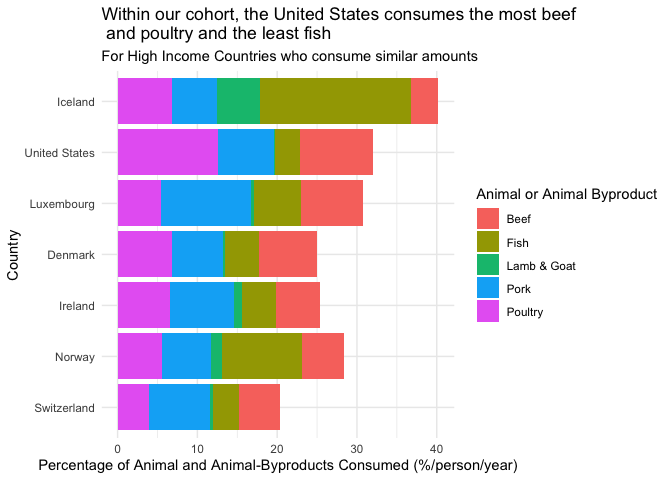 Within our cohort, the United States consumes the most beef
and poultry and the least fish
For High Income Countries who consume similar amounts
Country
Iceland
United States
Luxembourg
Denmark
Ireland
Norway
Switzerland
0 10 20 30 40
Percentage of Animal and Animal-Byproducts Consumed (%/person/year)
Animal or Animal Byproduct
Beef
Fish
Lamb & Goat
Pork
Poultry